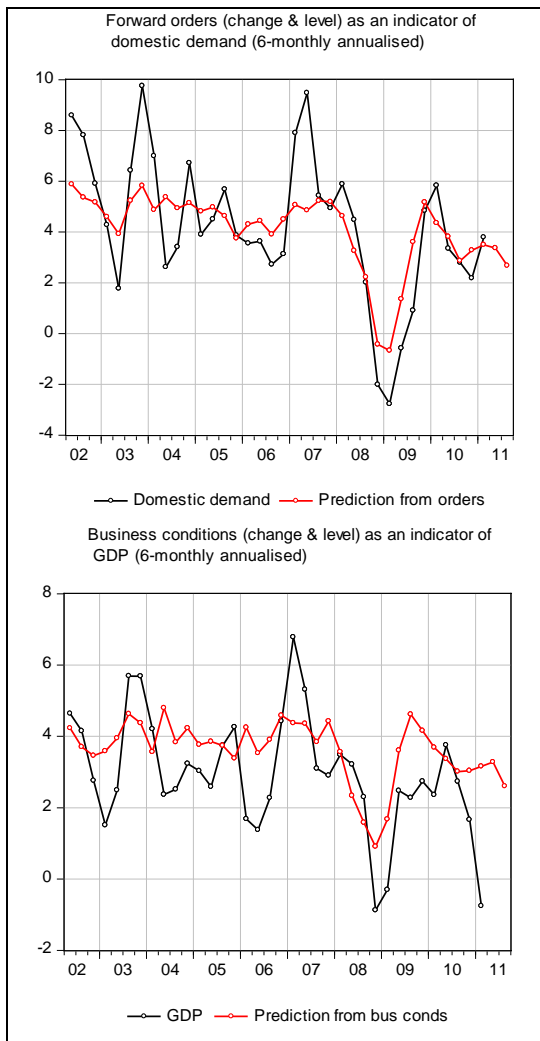 Forward orders (change & level) as an indicator of
domestic demand (6-monthly annualised)
10
8
6
4
2
0
-2
-4
02 03 04 05 06 07 08 09 10 11
Domestic demand Prediction from orders
Business conditions (change & level) as an indicator of
GDP (6-monthly annualised)
8
6
4
2
0
-2
02 03 04 05 06 07 08 09 10 11
GDP Prediction from bus conds